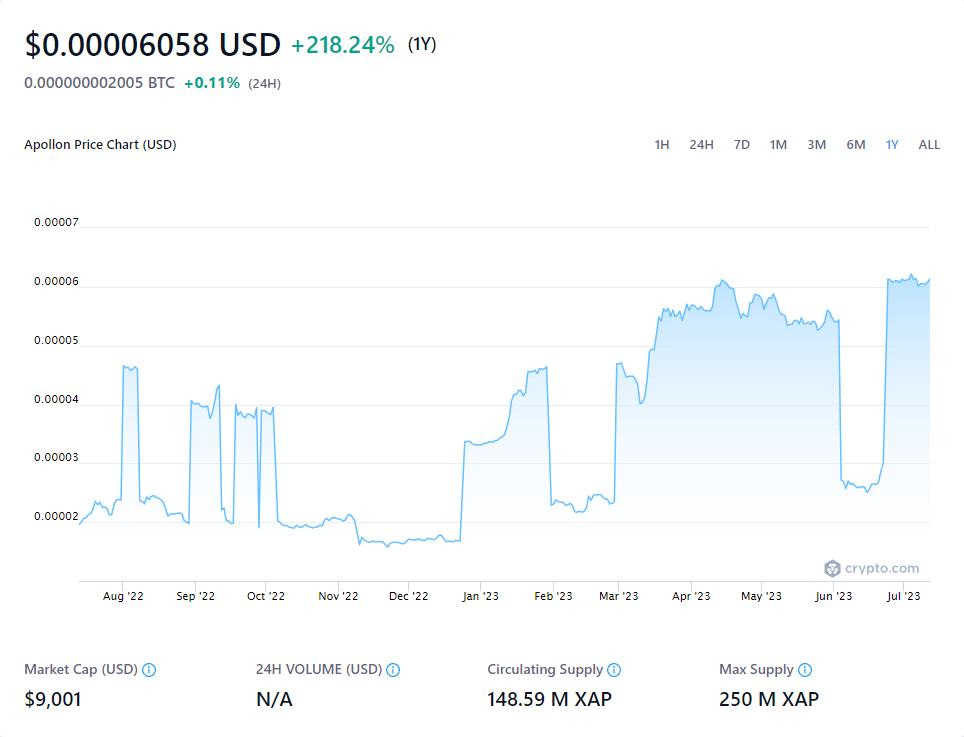 $0.00006058 USD +218.24% (1Y)
0.000000002005 BTC +0.11% (24H)
Apollon Price Chart (USD) 1H 24H 7D 1M 3M 6M 1Y ALL
0.00007
0.00006
0.00005
0.00004
0.00003
0.00002
crypto.com
Aug '22 Sep '22 Oct '22 Nov '22 Dec '22 Jan '23 Feb '23 Mar '23 Apr '23 May '23 Jun '23 Jul '23
Market Cap (USD) 24H VOLUME (USD) Circulating Supply Max Supply
$9,001 N/A 148.59 M XAP 250 M XAP